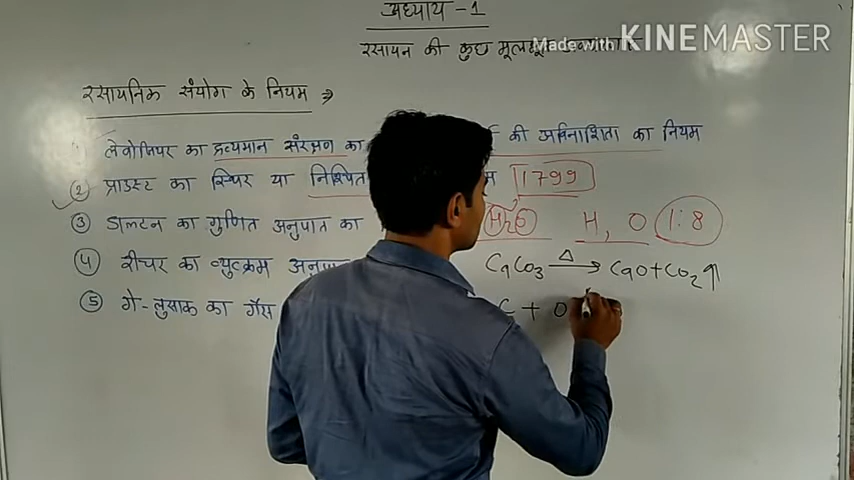 अध्याय -1
रसायन की कुछ मूलभूत
Made with KINEMASTER
रसायनिक संयोग के नियम ⇒
लेवोजियर का द्रव्यमान संरक्षण का की अविनाशिता का नियम
② प्राउस्ट का स्थिर या निश्चित 1799
③ डाल्टन का गुणित अनुपात का H2O H, O 1:8
④ रीचर का व्युत्क्रम CaCO3 Δ→ CaO+CO2↑
⑤ गे-लुसाक का गैस C + O